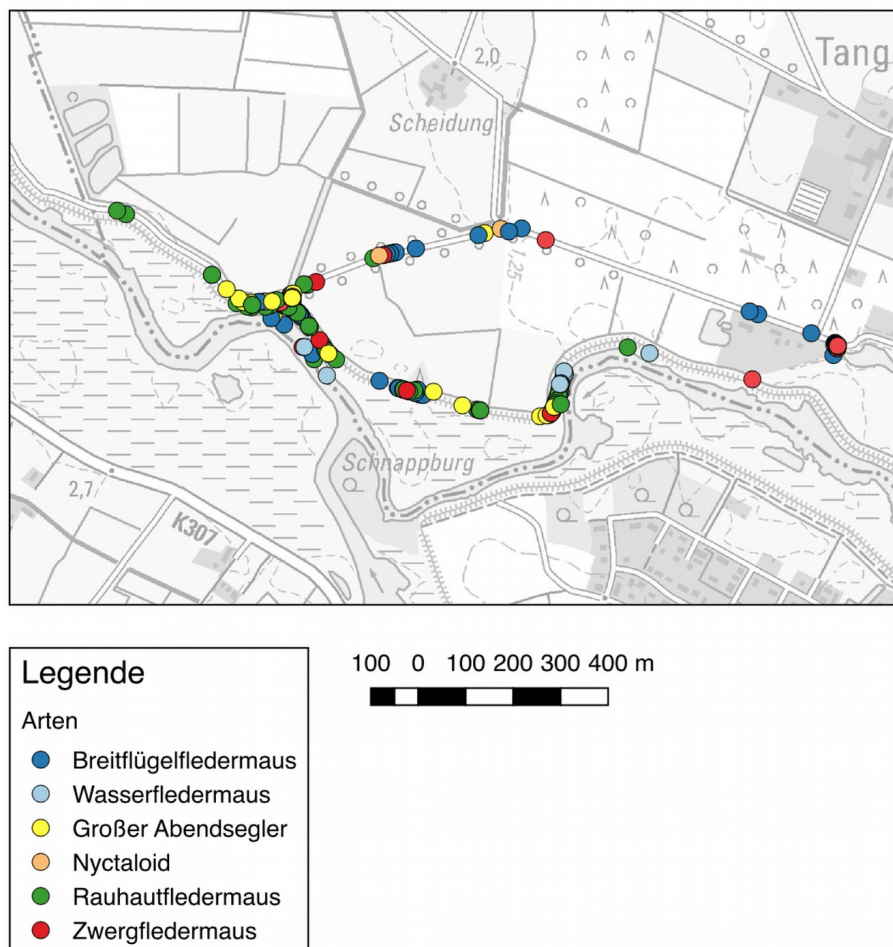 Tang
2,0
Scheidung
125
Schnappburg
2,7
K307
Legende
100 0 100 200 300 400 m
Arten
Breitflügelfledermaus
Wasserfledermaus
Großer Abendsegler
Nyctaloid
Rauhautfledermaus
Zwergfledermaus